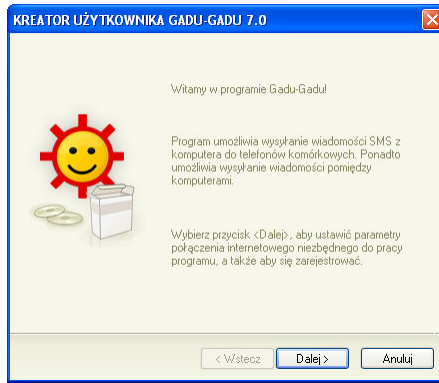 KREATOR UŻYTKOWNIKA GADU-GADU 7.0
Witamy w programie Gadu-Gadu!
Program umożliwia wysyłanie wiadomości SMS z
komputera do telefonów komórkowych. Ponadto
umożliwia wysyłanie wiadomości pomiędzy
komputerami.
Wybierz przycisk <Dalej>, aby ustawić parametry
połączenia internetowego niezbędnego do pracy
programu, a także aby się zarejestrować.
< Wstecz
Dalej >
Anuluj